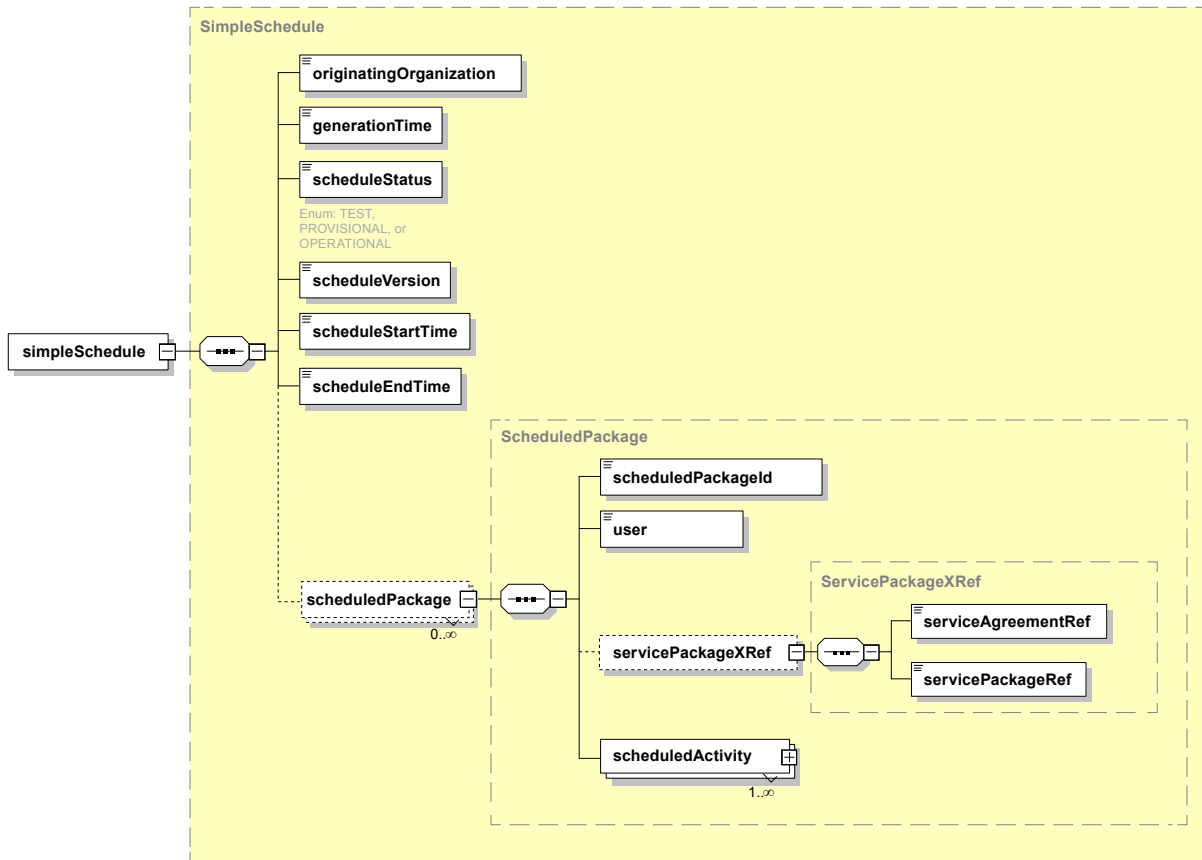 SimpleSchedule
originatingOrganization
generationTime
scheduleStatus
Enum: TEST,
PROVISIONAL, or
OPERATIONAL
scheduleVersion
scheduleStartTime
simpleSchedule
scheduleEndTime
ScheduledPackage
scheduledPackageId
user
ServicePackageXRef
scheduledPackage
0..∞
serviceAgreementRef
servicePackageXRef
servicePackageRef
scheduledActivity
1..∞